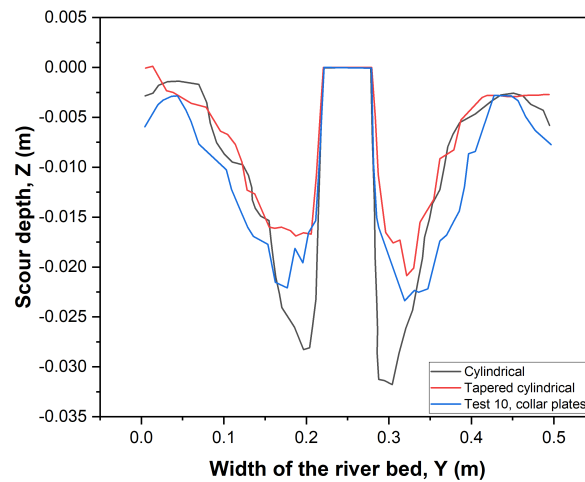 0.005
0.000
-0.005
-0.010
-0.015
-0.020
-0.025
-0.030
-0.035
Scour depth, Z (m)
Cylindrical
Tapered cylindrical
Test 10, collar plates
0.0 0.1 0.2 0.3 0.4 0.5
Width of the river bed, Y (m)